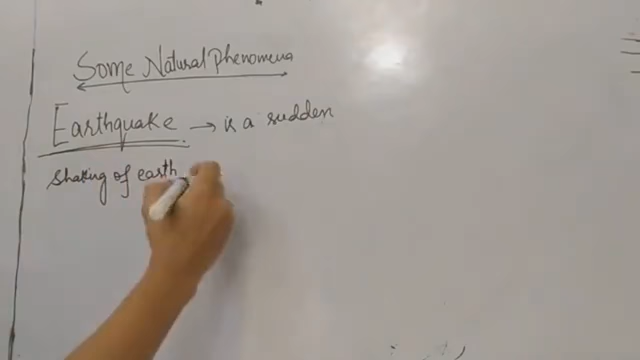 Some Natural Phenomena
Earthquake → is a sudden
shaking of earth